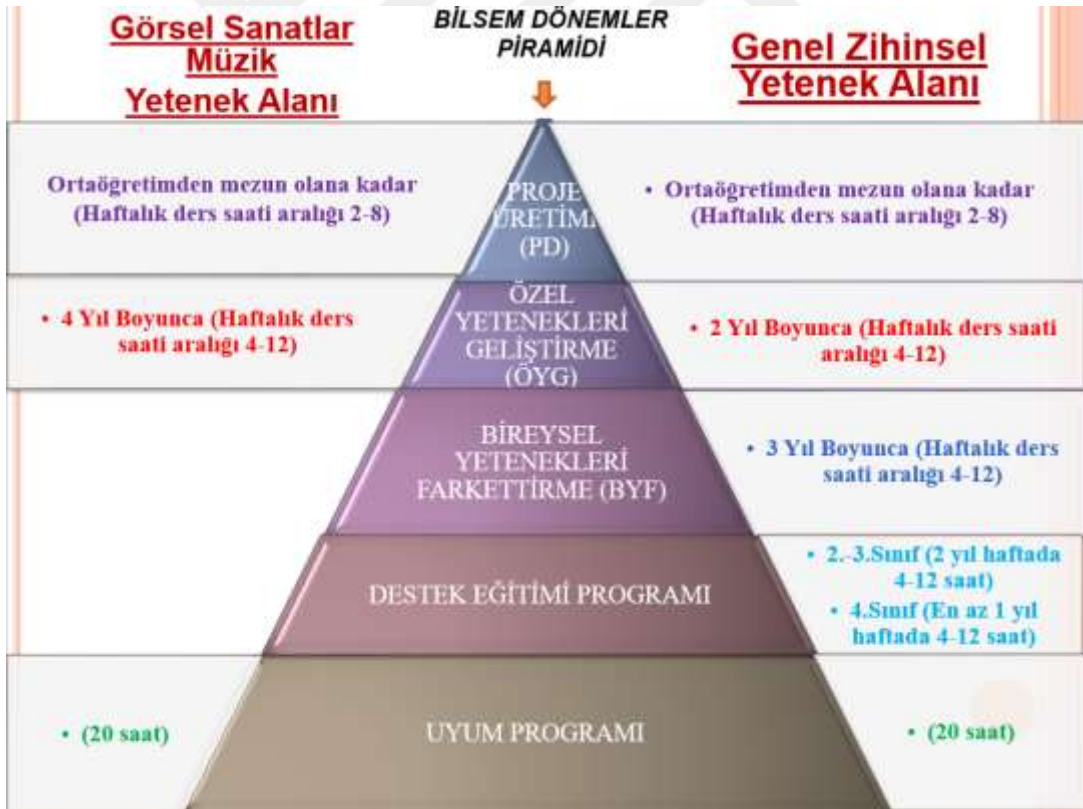 Görsel Sanatlar
Müzik
Yetenek Alanı
BİLSEM DÖNEMLER
PİRAMİDİ
Genel Zihinsel
Yetenek Alanı
Ortaöğretimden mezun olana kadar
(Haftalık ders saati aralığı 2-8)
PROJE
ÜRETİMİ
(PD)
• Ortaöğretimden mezun olana kadar
(Haftalık ders saati aralığı 2-8)
• 4 Yıl Boyunca (Haftalık ders
saati aralığı 4-12)
ÖZEL
YETENEKLERİ
GELİŞTİRME
(ÖYG)
• 2 Yıl Boyunca (Haftalık ders saati
aralığı 4-12)
BİREYSEL
YETENEKLERİ
FARKETTİRME (BYF)
• 3 Yıl Boyunca (Haftalık ders
saati aralığı 4-12)
DESTEK EĞİTİMİ PROGRAMI
• 2.-3.Sınıf (2 yıl haftada
4-12 saat)
• 4.Sınıf (En az 1 yıl
haftada 4-12 saat)
• (20 saat)
UYUM PROGRAMI
• (20 saat)